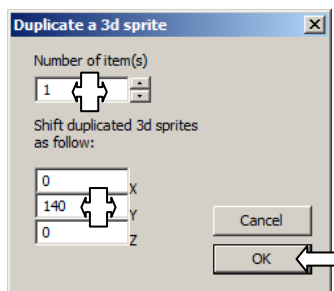 Duplicate a 3d sprite
Number of item(s)
1
Shift duplicated 3d sprites
as follow:
0 X
140 Y
0 Z
Cancel
OK